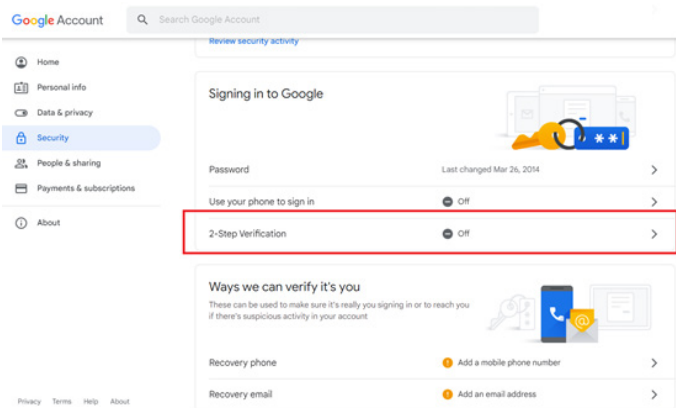 Google Account
Search Google Account
Home
Personal info
Data & privacy
Security
People & sharing
Payments & subscriptions
About
Review security activity
Signing in to Google
Password Last changed Mar 26, 2014
Use your phone to sign in Off
2-Step Verification Off
Ways we can verify it's you
These can be used to make sure it's really you signing in or to reach you
if there's suspicious activity in your account
Recovery phone Add a mobile phone number
Recovery email Add an email address
Privacy Terms Help About